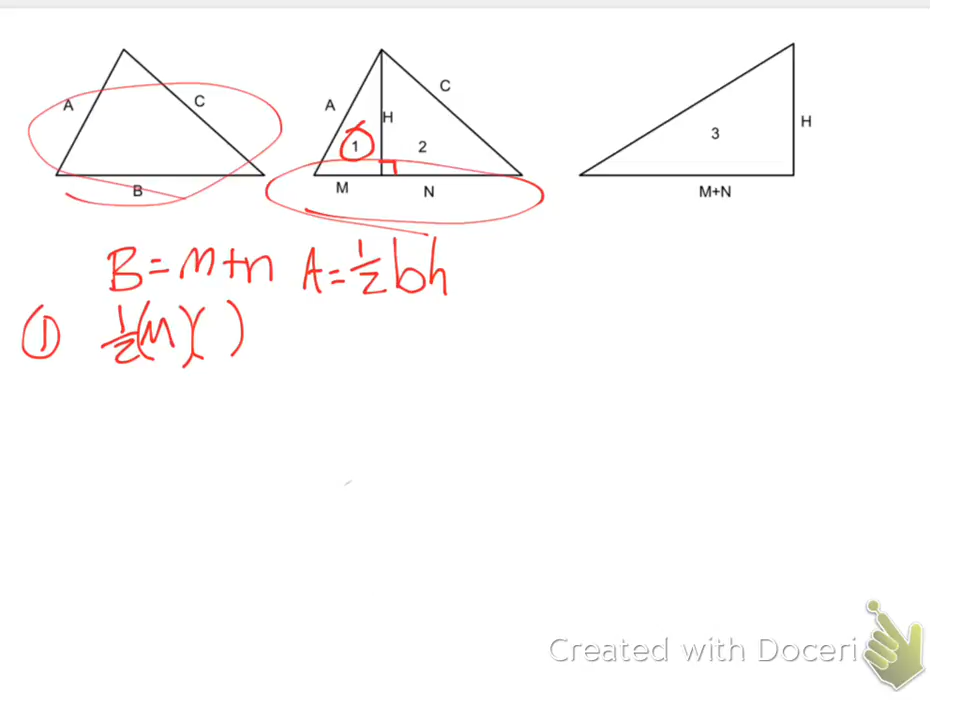 A
C
B
A
H
C
1
2
M
N
3
H
M+N
B=m+n A=½bh
① ½(M)( )
Created with Doceri